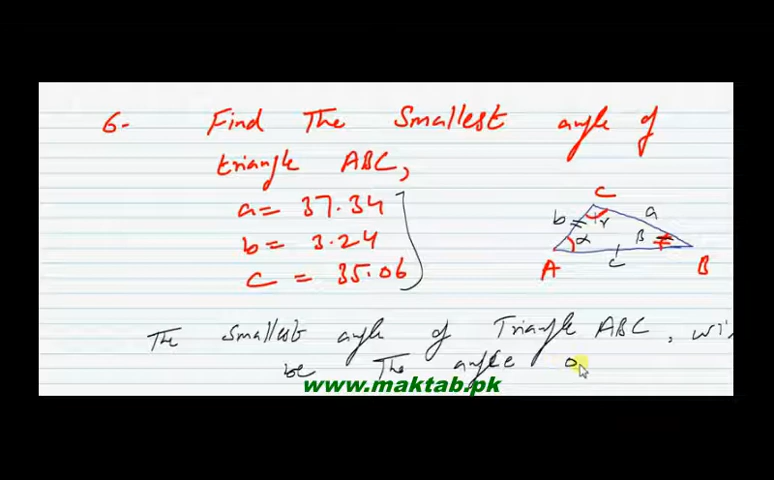 6- Find The Smallest angle of
triangle ABC,
a = 37.34
b = 3.24
c = 35.06
C
b γ a
α β
A c B
The smallest angle of Triangle ABC, wi
be The angle o
www.maktab.pk